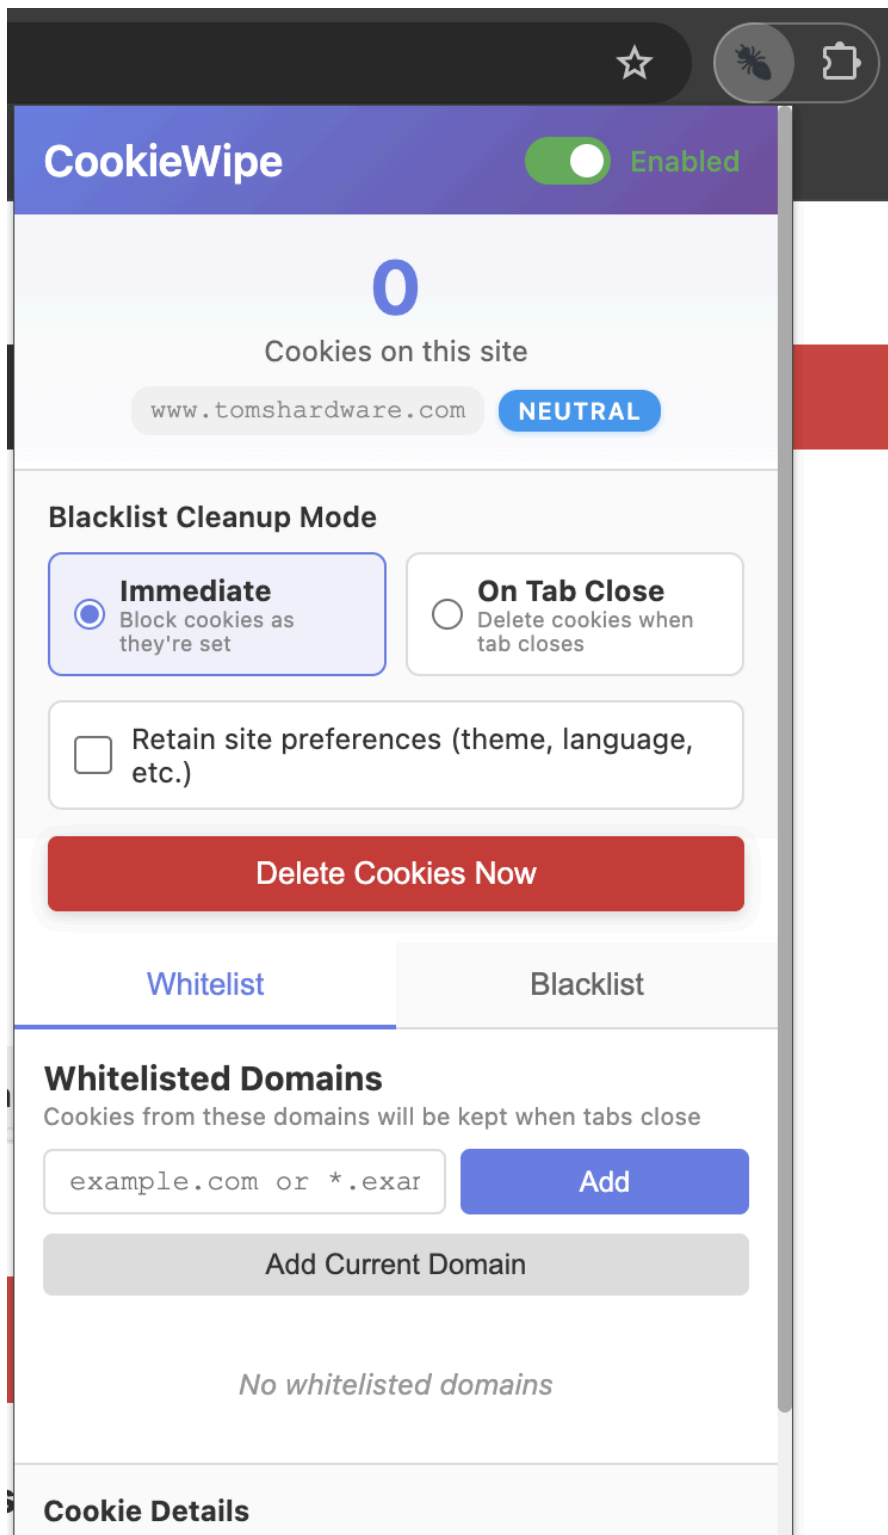 CookieWipe
Enabled
0
Cookies on this site
www.tomshardware.com
NEUTRAL
Blacklist Cleanup Mode
Immediate
Block cookies as
they're set
On Tab Close
Delete cookies when
tab closes
Retain site preferences (theme, language,
etc.)
Delete Cookies Now
Whitelist
Blacklist
Whitelisted Domains
Cookies from these domains will be kept when tabs close
example.com or *.exar
Add
Add Current Domain
No whitelisted domains
Cookie Details